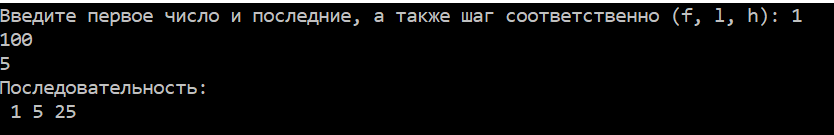 Введите первое число и последние, а также шаг соответственно (f, l, h): 1
100
5
Последовательность:
1 5 25